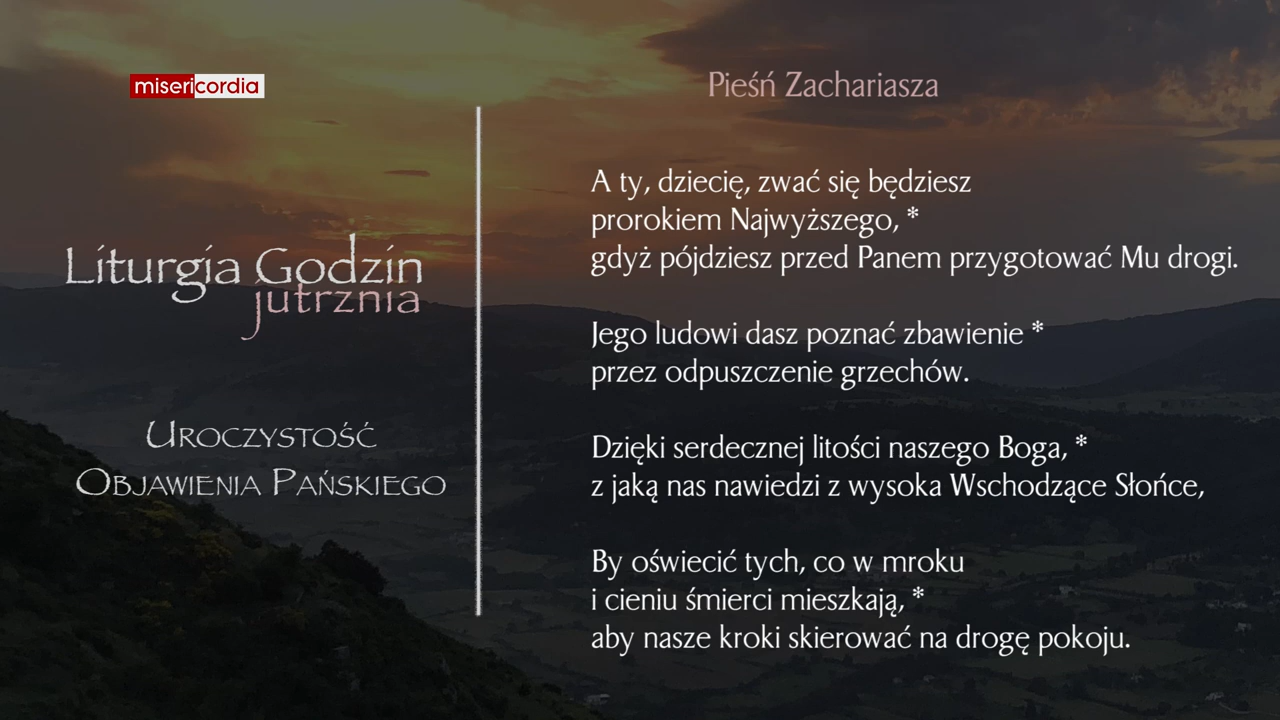 misericordia
Liturgia Godzin
jutrznia
Uroczystość
Objawienia Pańskiego
Pieśń Zachariasza
A ty, dziecię, zwać się będziesz
prorokiem Najwyższego, *
gdyż pójdziesz przed Panem przygotować Mu drogi.
Jego ludowi dasz poznać zbawienie *
przez odpuszczenie grzechów.
Dzięki serdecznej litości naszego Boga, *
z jaką nas nawiedzi z wysoka Wschodzące Słońce,
By oświecić tych, co w mroku
i cieniu śmierci mieszkają, *
aby nasze kroki skierować na drogę pokoju.